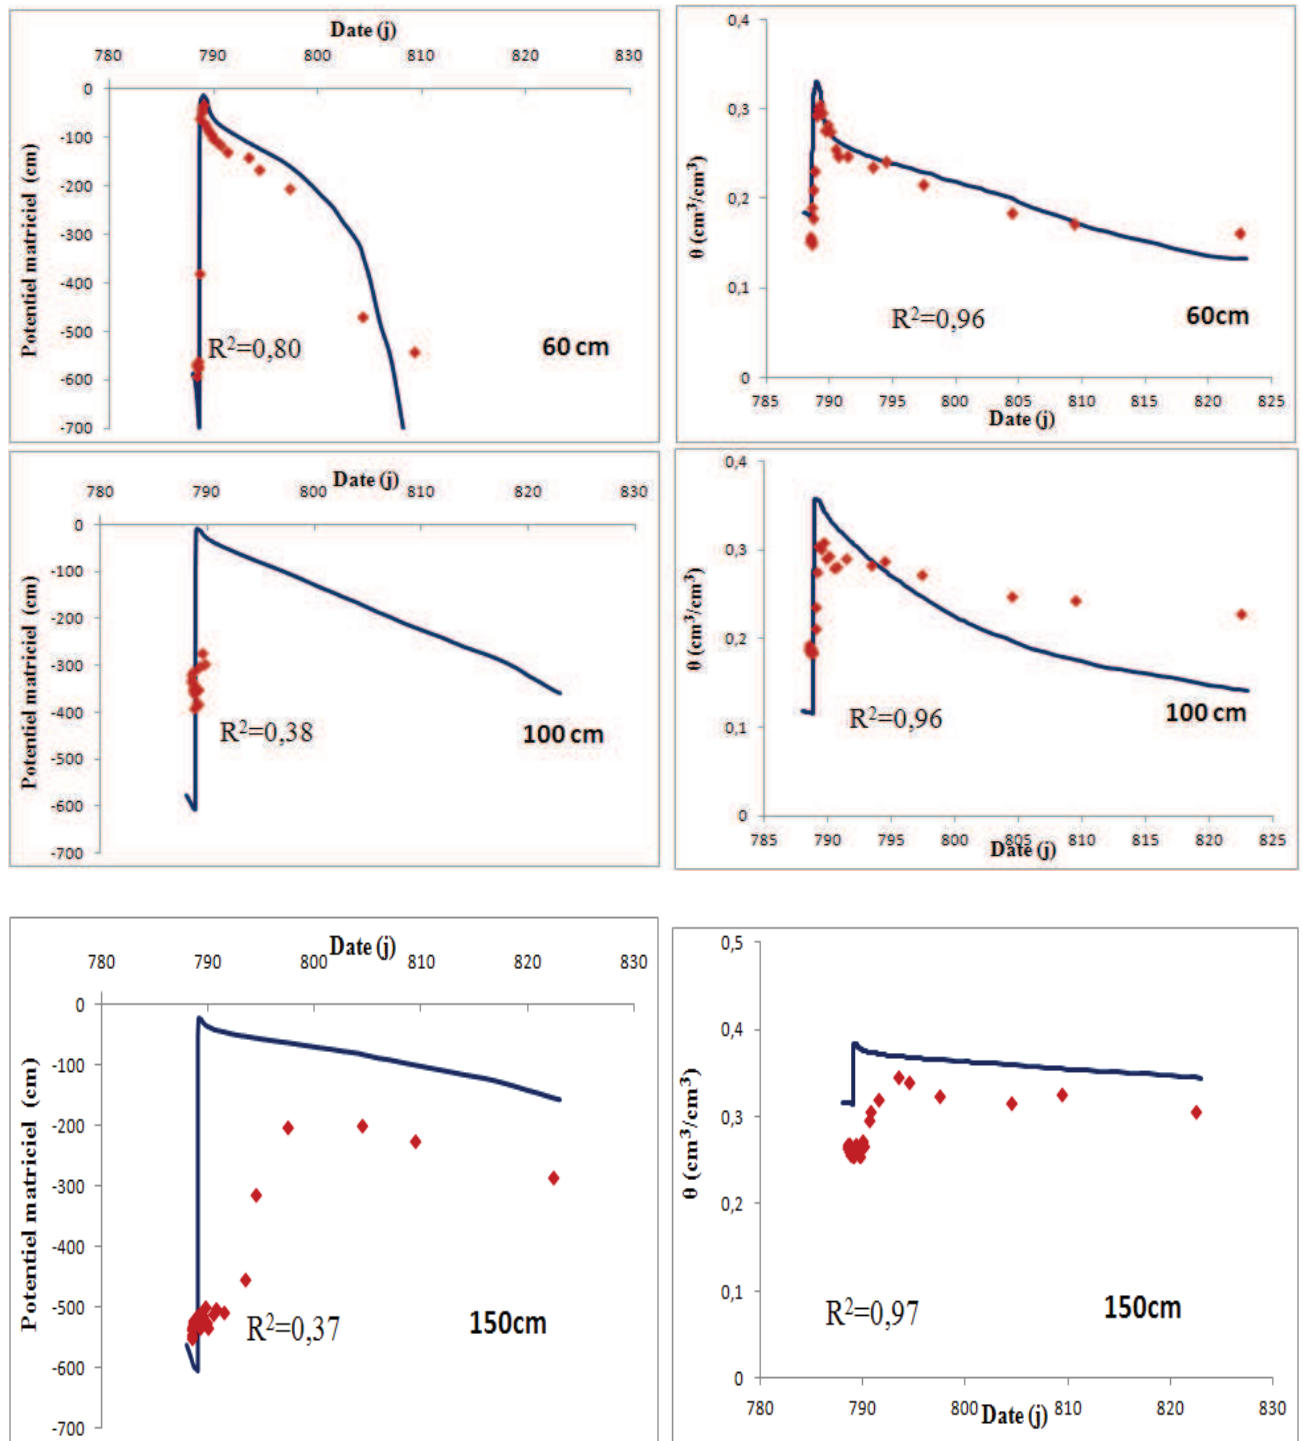 Date (j)
780 790 800 810 820 830
0
-100
-200
-300
-400
-500
-600
-700
Potentiel matriciel (cm)
R²=0,80
60 cm
0,4
0,3
0,2
0,1
0
θ (cm³/cm³)
R²=0,96
60cm
785 790 795 800 805 810 815 820 825
Date (j)
Date (j)
780 790 800 810 820 830
0
-100
-200
-300
-400
-500
-600
-700
Potentiel matriciel (cm)
R²=0,38
100 cm
0,4
0,3
0,2
0,1
0
θ (cm³/cm³)
R²=0,96
100 cm
785 790 795 800 805 810 815 820 825
Date (j)
Date (j)
780 790 800 810 820 830
0
-100
-200
-300
-400
-500
-600
-700
Potentiel matriciel (cm)
R²=0,37
150cm
0,5
0,4
0,3
0,2
0,1
0
θ (cm³/cm³)
R²=0,97
150cm
780 790 800 810 820 830
Date (j)